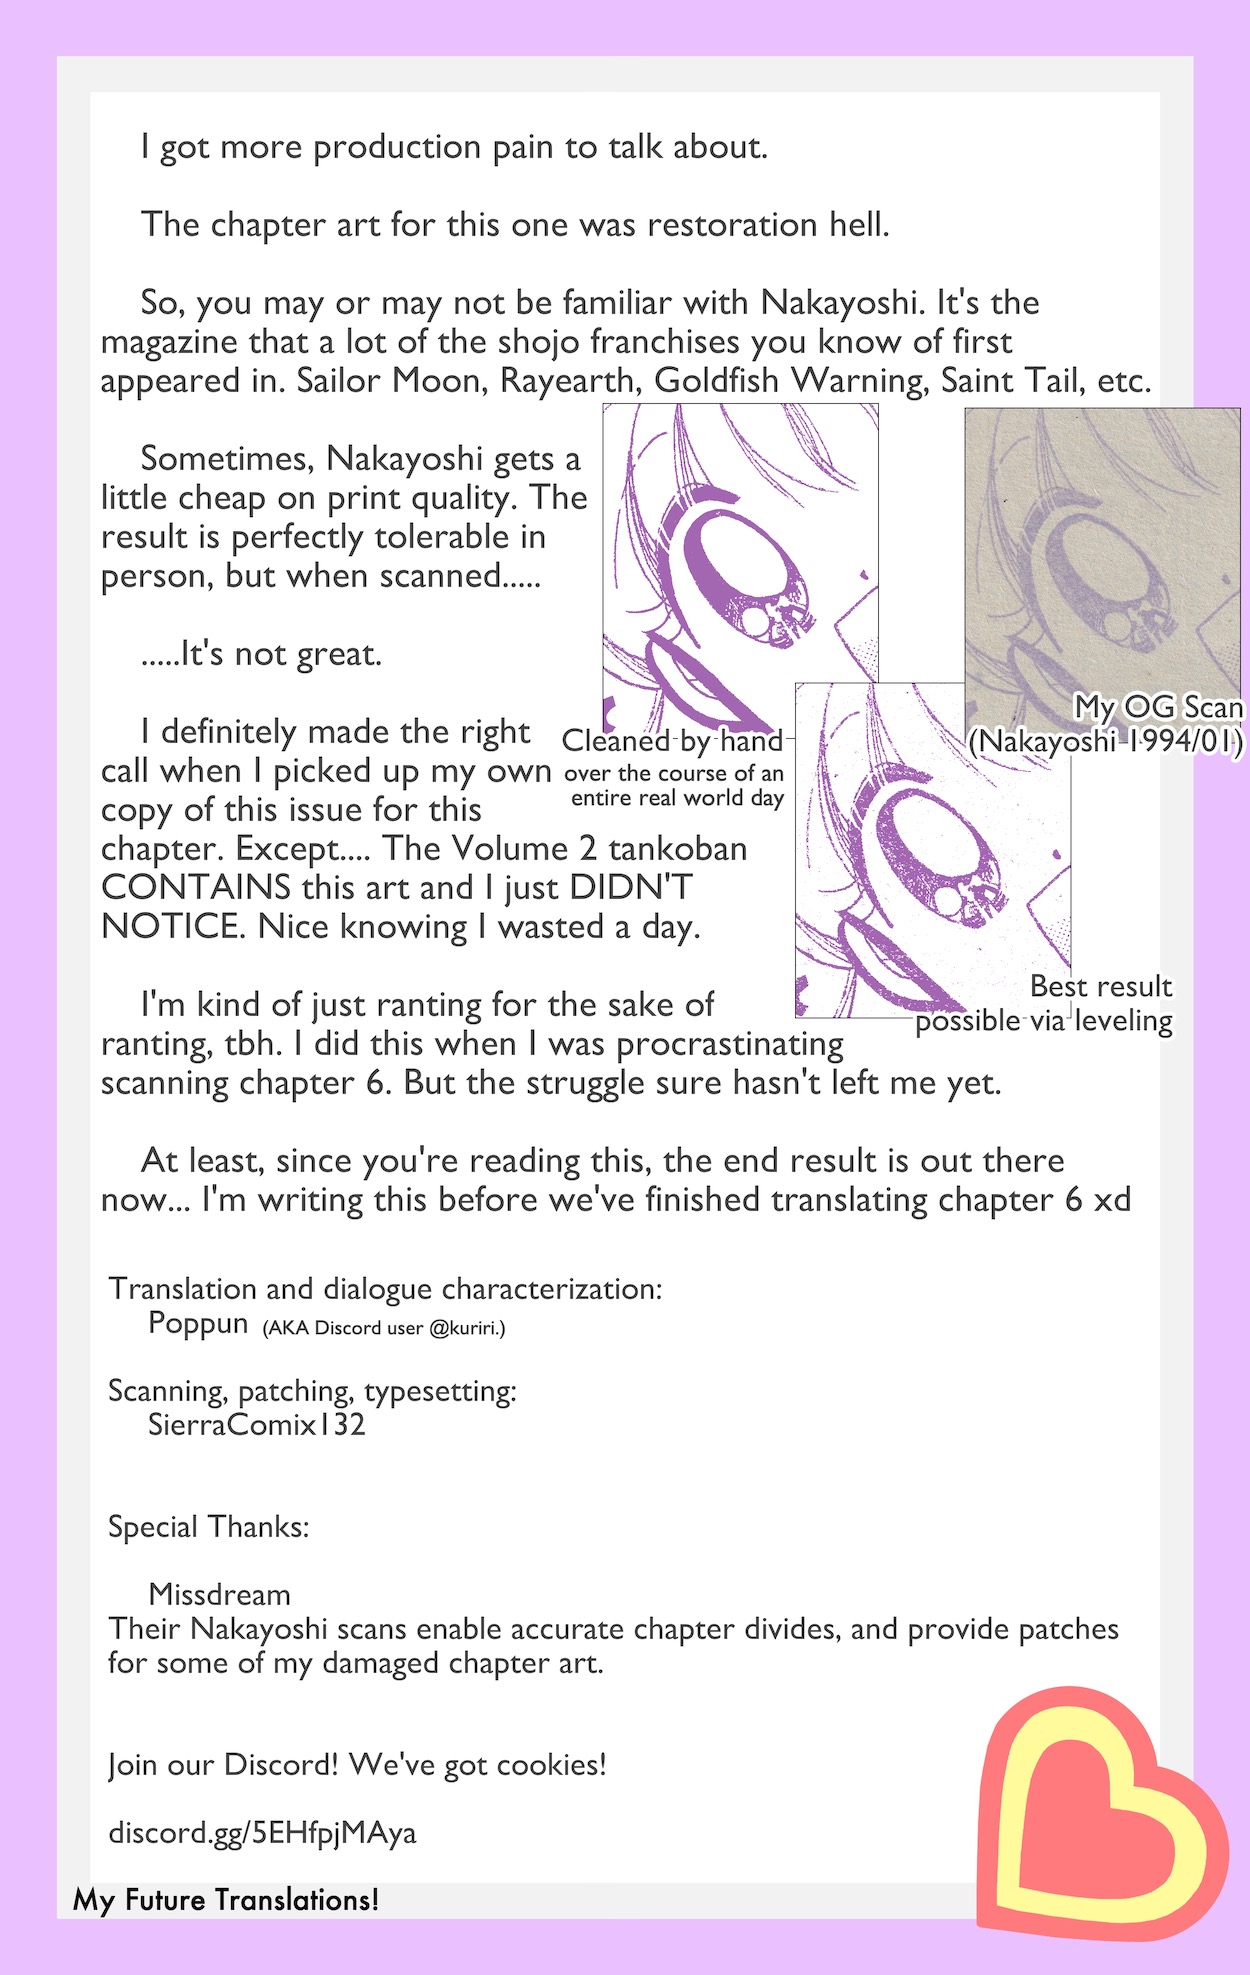 I got more production pain to talk about.
The chapter art for this one was restoration hell.
So, you may or may not be familiar with Nakayoshi. It's the
magazine that a lot of the shojo franchises you know of first
appeared in. Sailor Moon, Rayearth, Goldfish Warning, Saint Tail, etc.
Sometimes, Nakayoshi gets a
little cheap on print quality. The
result is perfectly tolerable in
person, but when scanned.....
.....It's not great.
I definitely made the right
call when I picked up my own
copy of this issue for this
chapter. Except.... The Volume 2 tankoban
CONTAINS this art and I just DIDN'T
NOTICE. Nice knowing I wasted a day.
Cleaned by hand
over the course of an
entire real world day
My OG Scan
(Nakayoshi 1994/01)
Best result
possible via leveling
I'm kind of just ranting for the sake of
ranting, tbh. I did this when I was procrastinating
scanning chapter 6. But the struggle sure hasn't left me yet.
At least, since you're reading this, the end result is out there
now... I'm writing this before we've finished translating chapter 6 xd
Translation and dialogue characterization:
Poppun (AKA Discord user @kuriri.)
Scanning, patching, typesetting:
SierraComix132
Special Thanks:
Missdream
Their Nakayoshi scans enable accurate chapter divides, and provide patches
for some of my damaged chapter art.
Join our Discord! We've got cookies!
discord.gg/5EHfpjMAya
My Future Translations!